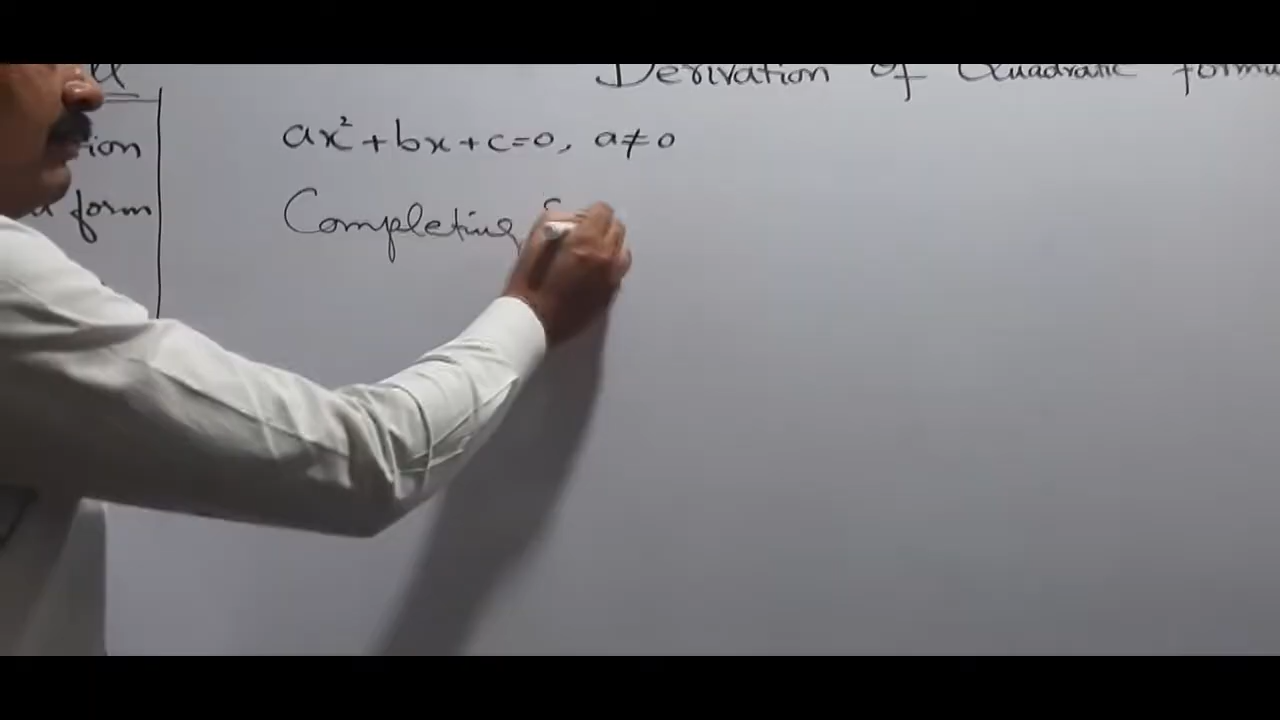 Derivation of Quadratic formu
ax²+bx+c=0, a≠0
ion
form
Completing